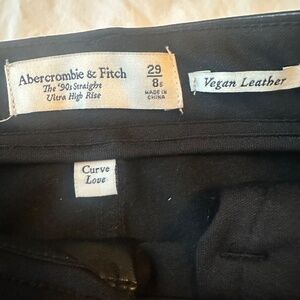 Abercrombie & Fitch
The '90s Straight
Ultra High Rise
29
8s
MADE IN
CHINA
Vegan Leather
Curve
Love